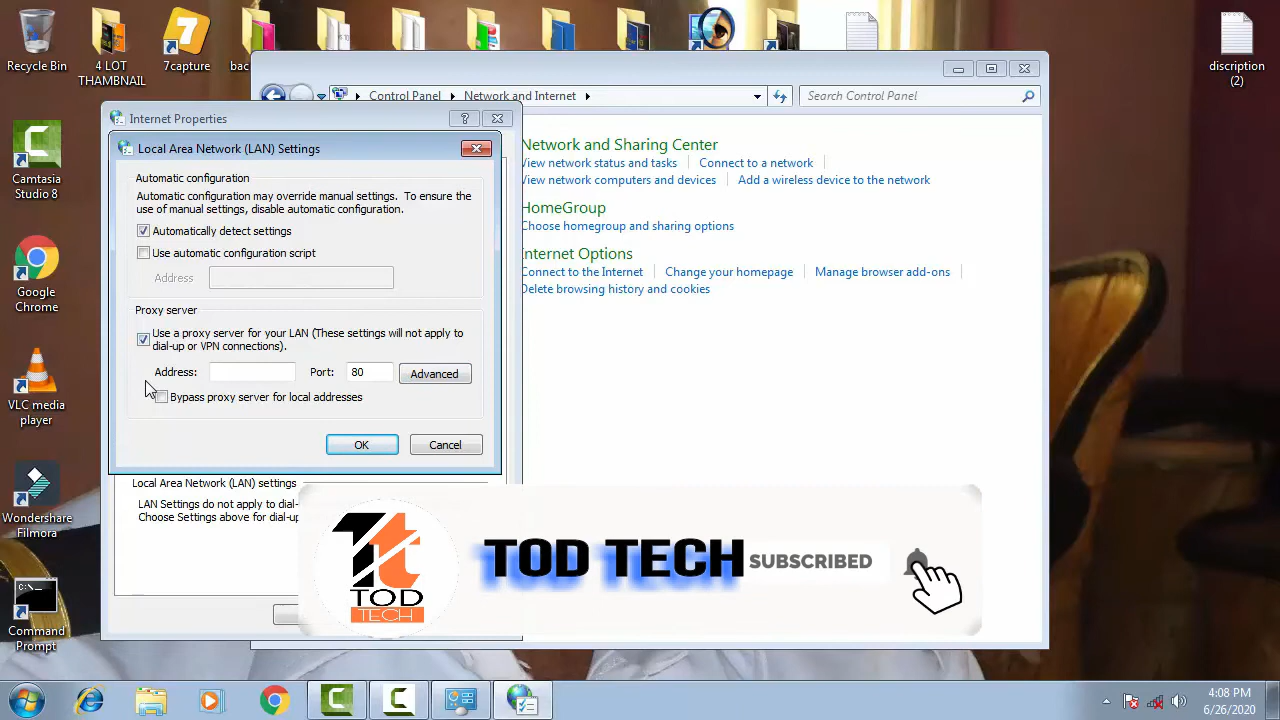 Recycle Bin
4 LOT
THAMBNAIL
7
7capture
bac
discription
(2)
Control Panel
Network and Internet
Search Control Panel
Internet Properties
?
Local Area Network (LAN) Settings
Automatic configuration
Automatic configuration may override manual settings. To ensure the
use of manual settings, disable automatic configuration.
Automatically detect settings
Use automatic configuration script
Address
Proxy server
Use a proxy server for your LAN (These settings will not apply to
dial-up or VPN connections).
Address:
Port:
80
Advanced
Bypass proxy server for local addresses
OK
Cancel
Local Area Network (LAN) settings
LAN Settings do not apply to dial-
Choose Settings above for dial-up
Network and Sharing Center
View network status and tasks
Connect to a network
View network computers and devices
Add a wireless device to the network
HomeGroup
Choose homegroup and sharing options
Internet Options
Connect to the Internet
Change your homepage
Manage browser add-ons
Delete browsing history and cookies
Camtasia
Studio 8
Google
Chrome
VLC media
player
Wondershare
Filmora
C:\_
Command
Prompt
TOD
TECH
TOD TECH
SUBSCRIBED
4:08 PM
6/26/2020